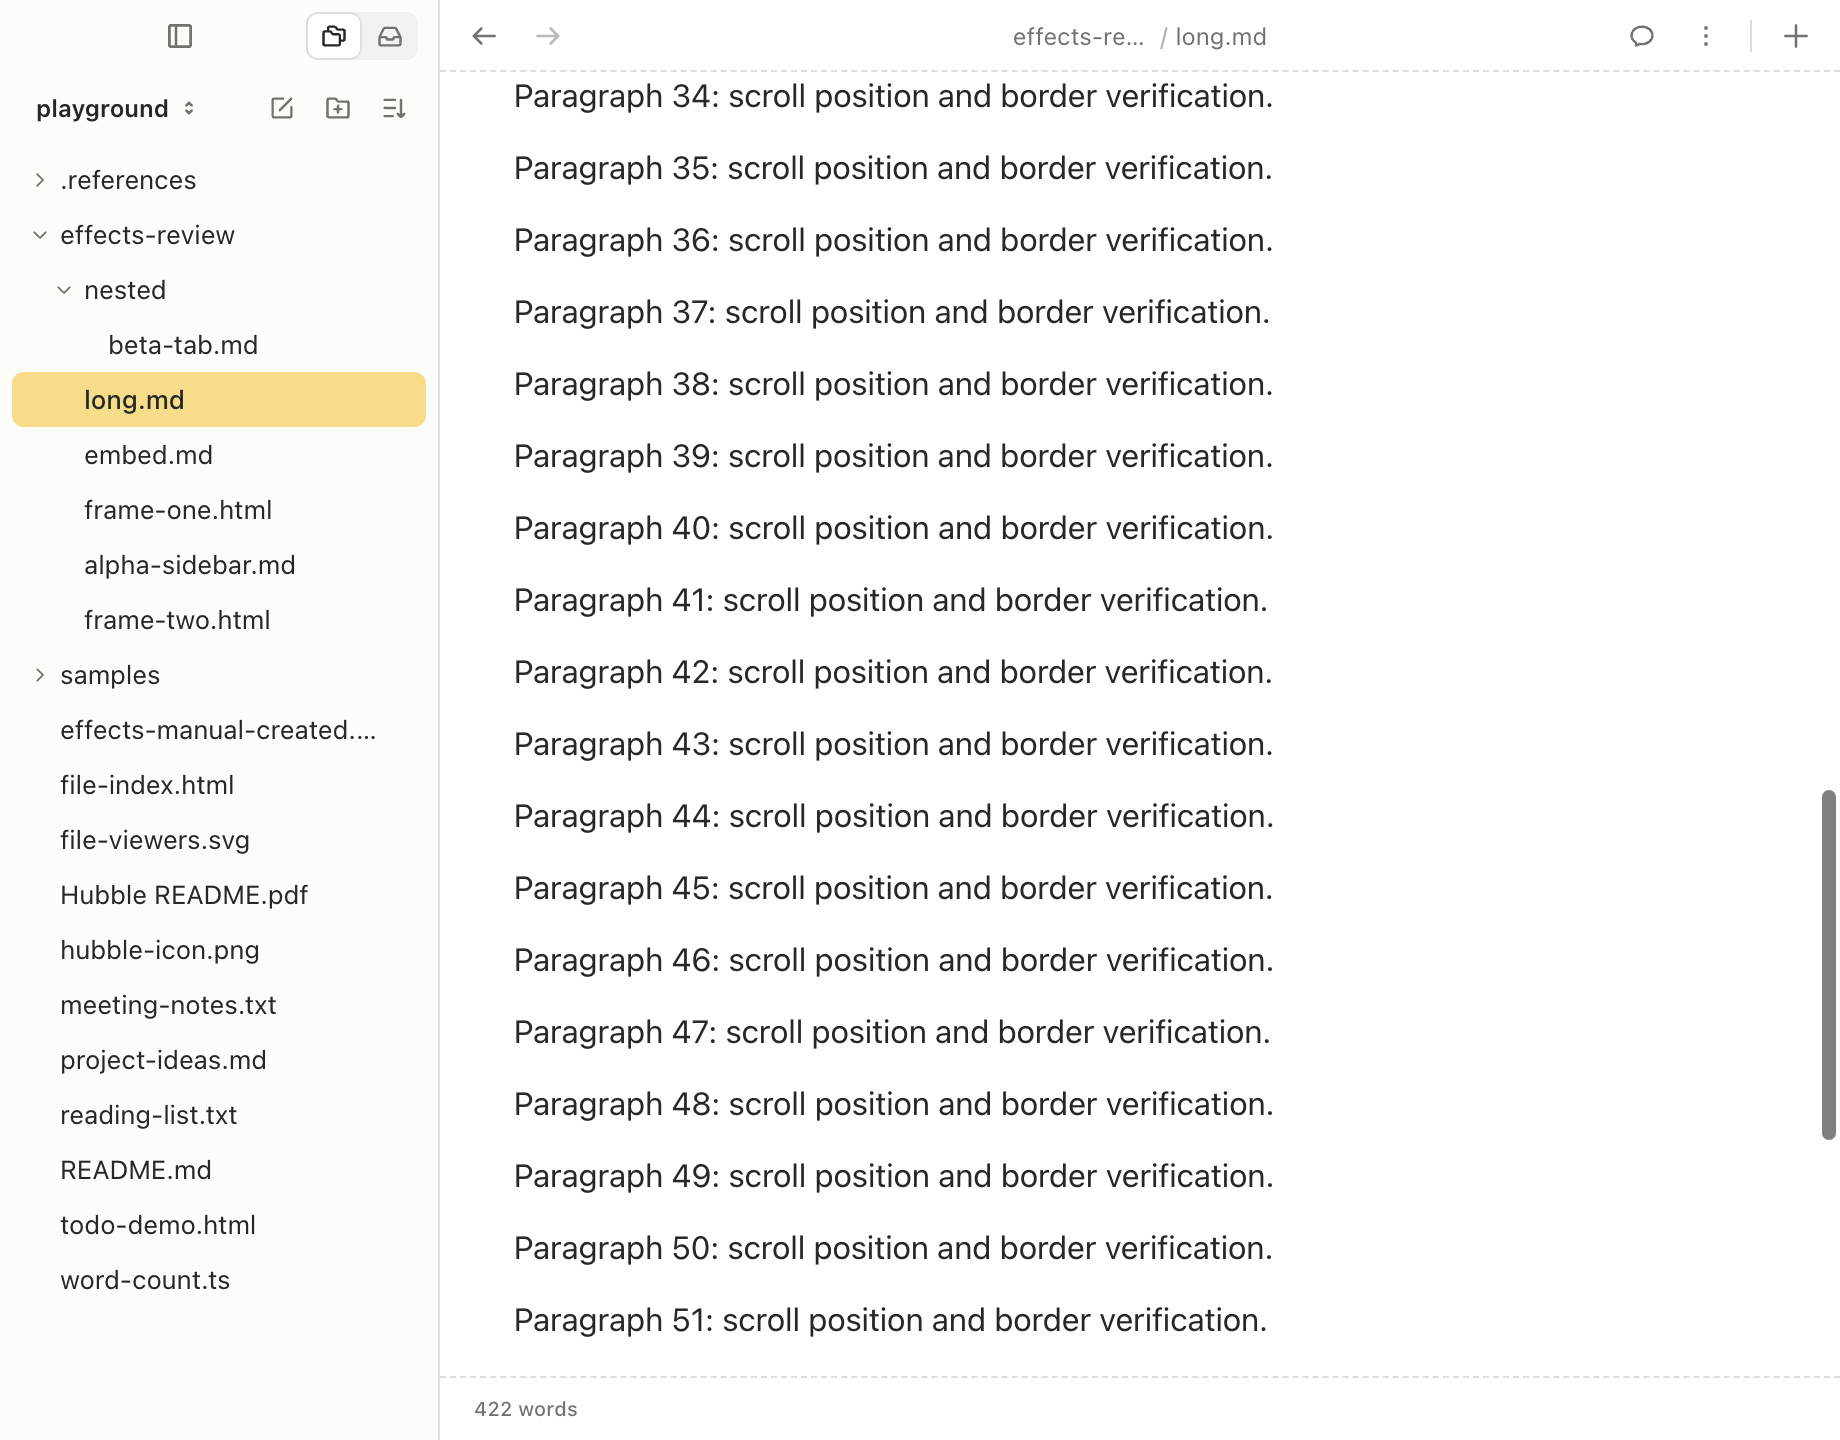 effects-re... / long.md
playground
.references
effects-review
nested
beta-tab.md
long.md
embed.md
frame-one.html
alpha-sidebar.md
frame-two.html
samples
effects-manual-created....
file-index.html
file-viewers.svg
Hubble README.pdf
hubble-icon.png
meeting-notes.txt
project-ideas.md
reading-list.txt
README.md
todo-demo.html
word-count.ts
Paragraph 34: scroll position and border verification.
Paragraph 35: scroll position and border verification.
Paragraph 36: scroll position and border verification.
Paragraph 37: scroll position and border verification.
Paragraph 38: scroll position and border verification.
Paragraph 39: scroll position and border verification.
Paragraph 40: scroll position and border verification.
Paragraph 41: scroll position and border verification.
Paragraph 42: scroll position and border verification.
Paragraph 43: scroll position and border verification.
Paragraph 44: scroll position and border verification.
Paragraph 45: scroll position and border verification.
Paragraph 46: scroll position and border verification.
Paragraph 47: scroll position and border verification.
Paragraph 48: scroll position and border verification.
Paragraph 49: scroll position and border verification.
Paragraph 50: scroll position and border verification.
Paragraph 51: scroll position and border verification.
422 words